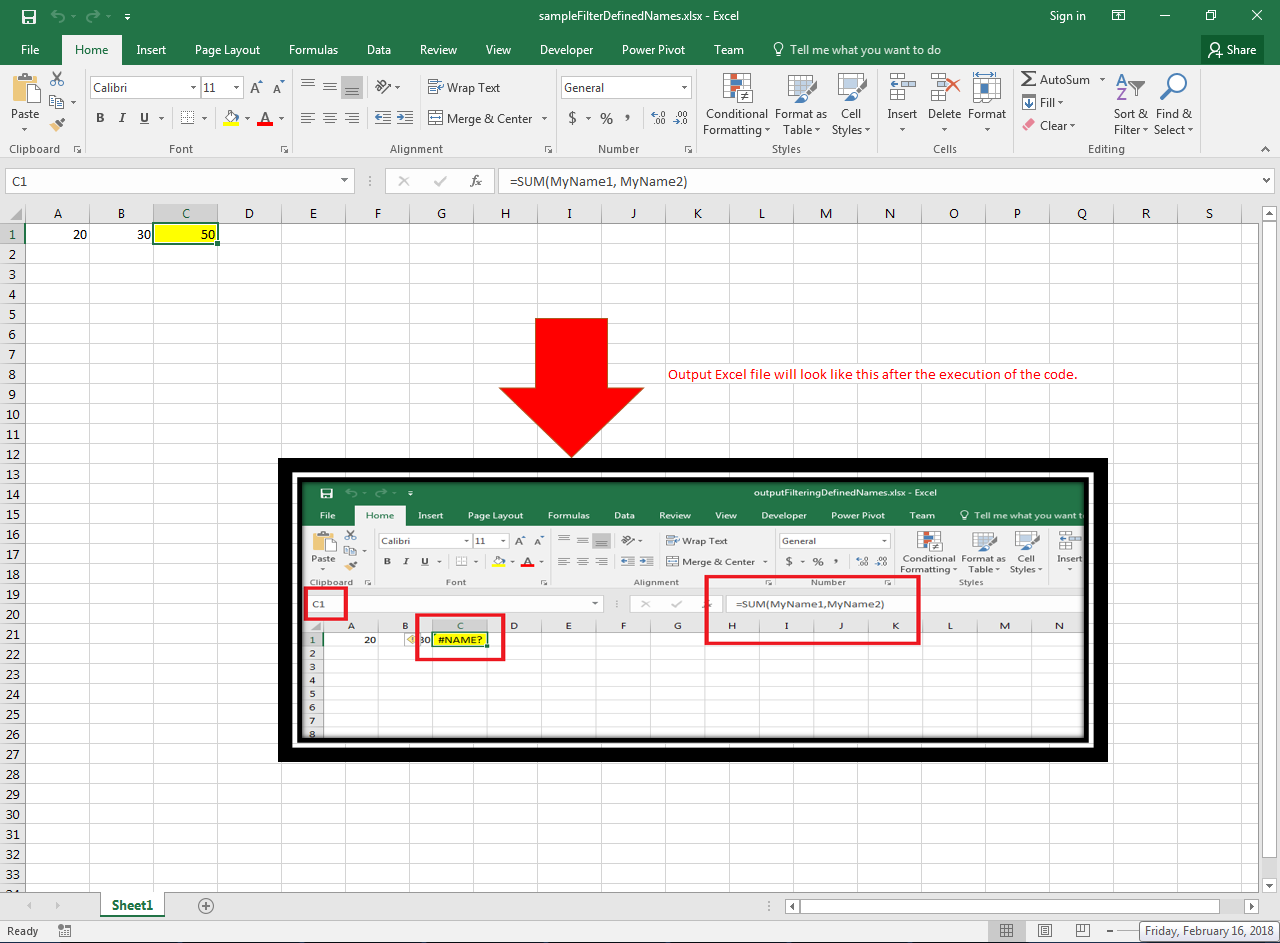 sampleFilterDefinedNames.xlsx - Excel
Sign in
File Home Insert Page Layout Formulas Data Review View Developer Power Pivot Team Tell me what you want to do Share
Paste
Calibri 11
B I U A
Wrap Text
Merge & Center
General
$ % ,
Conditional Formatting
Format as Table
Cell Styles
Insert
Delete
Format
AutoSum
Fill
Clear
Sort & Filter
Find & Select
Clipboard Font Alignment Number Styles Cells Editing
C1 fx =SUM(MyName1, MyName2)
A B C D E F G H I J K L M N O P Q R S
1 20 30 50
2
3
4
5
6
7
8 Output Excel file will look like this after the execution of the code.
9
10
11
12
13
14
15
16
17
18
19
20
21
22
23
24
25
26
27
28
29
30
31
32
33
outputFilteringDefinedNames.xlsx - Excel
File Home Insert Page Layout Formulas Data Review View Developer Power Pivot Team Tell me what you want t
Paste
Calibri 11
B I U A
Wrap Text
Merge & Center
General
$ % ,
Conditional Formatting
Format as Table
Cell Styles
Insert
Clipboard Font Alignment Number Styles
C1 =SUM(MyName1,MyName2)
A B C D E F G H I J K L M N
1 20 30 #NAME?
2
3
4
5
6
7
8
Sheet1
Ready
Friday, February 16, 2018